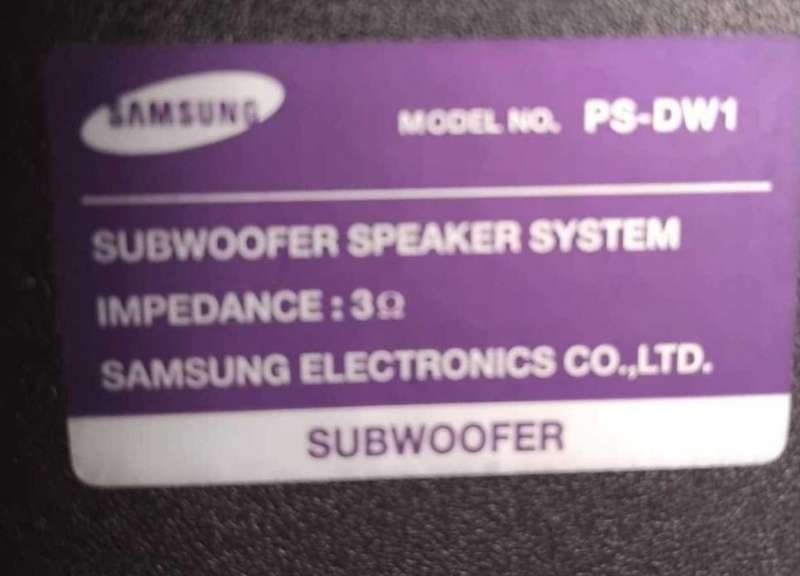 SAMSUNG
MODEL NO. PS-DW1
SUBWOOFER SPEAKER SYSTEM
IMPEDANCE : 3Ω
SAMSUNG ELECTRONICS CO.,LTD.
SUBWOOFER